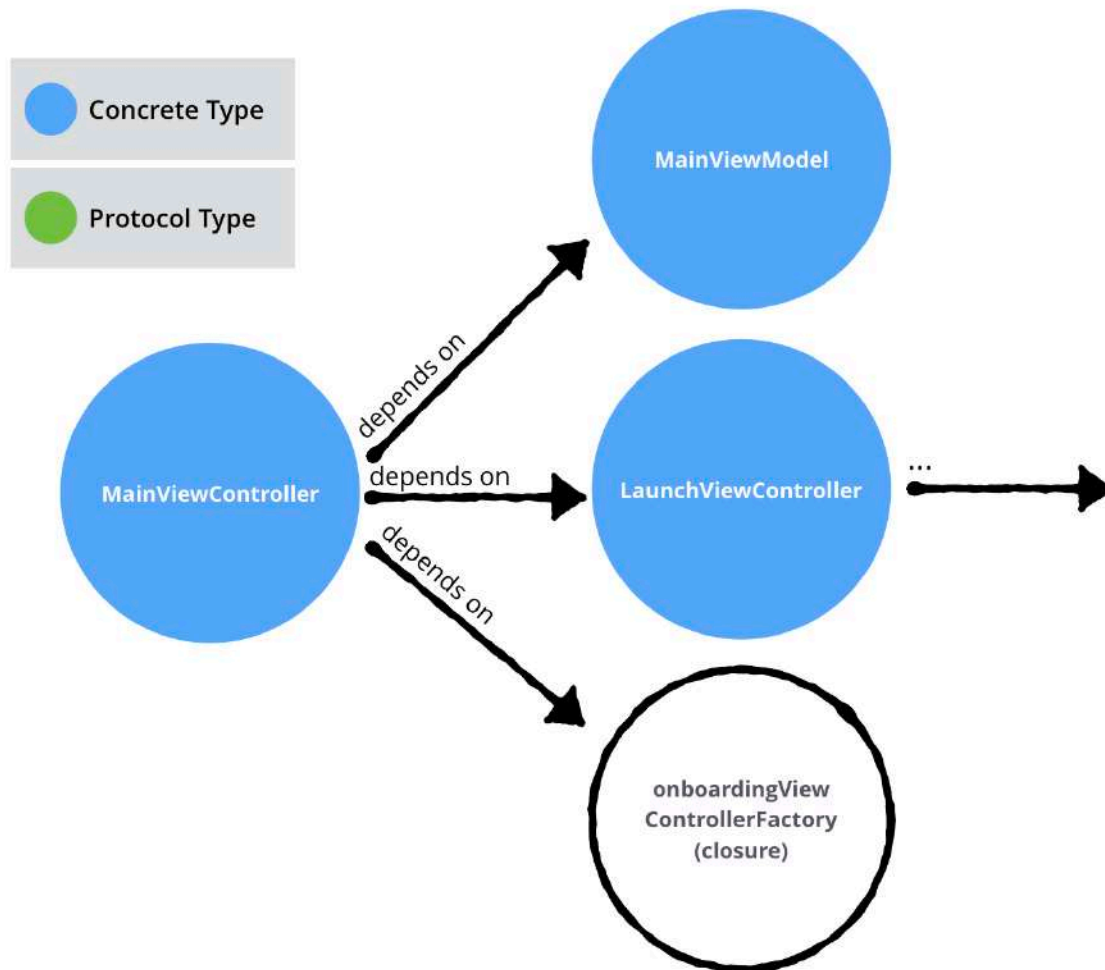 Concrete Type
Protocol Type
MainViewModel
depends on
MainViewController
depends on
LaunchViewController
...
depends on
onboardingView
ControllerFactory
(closure)